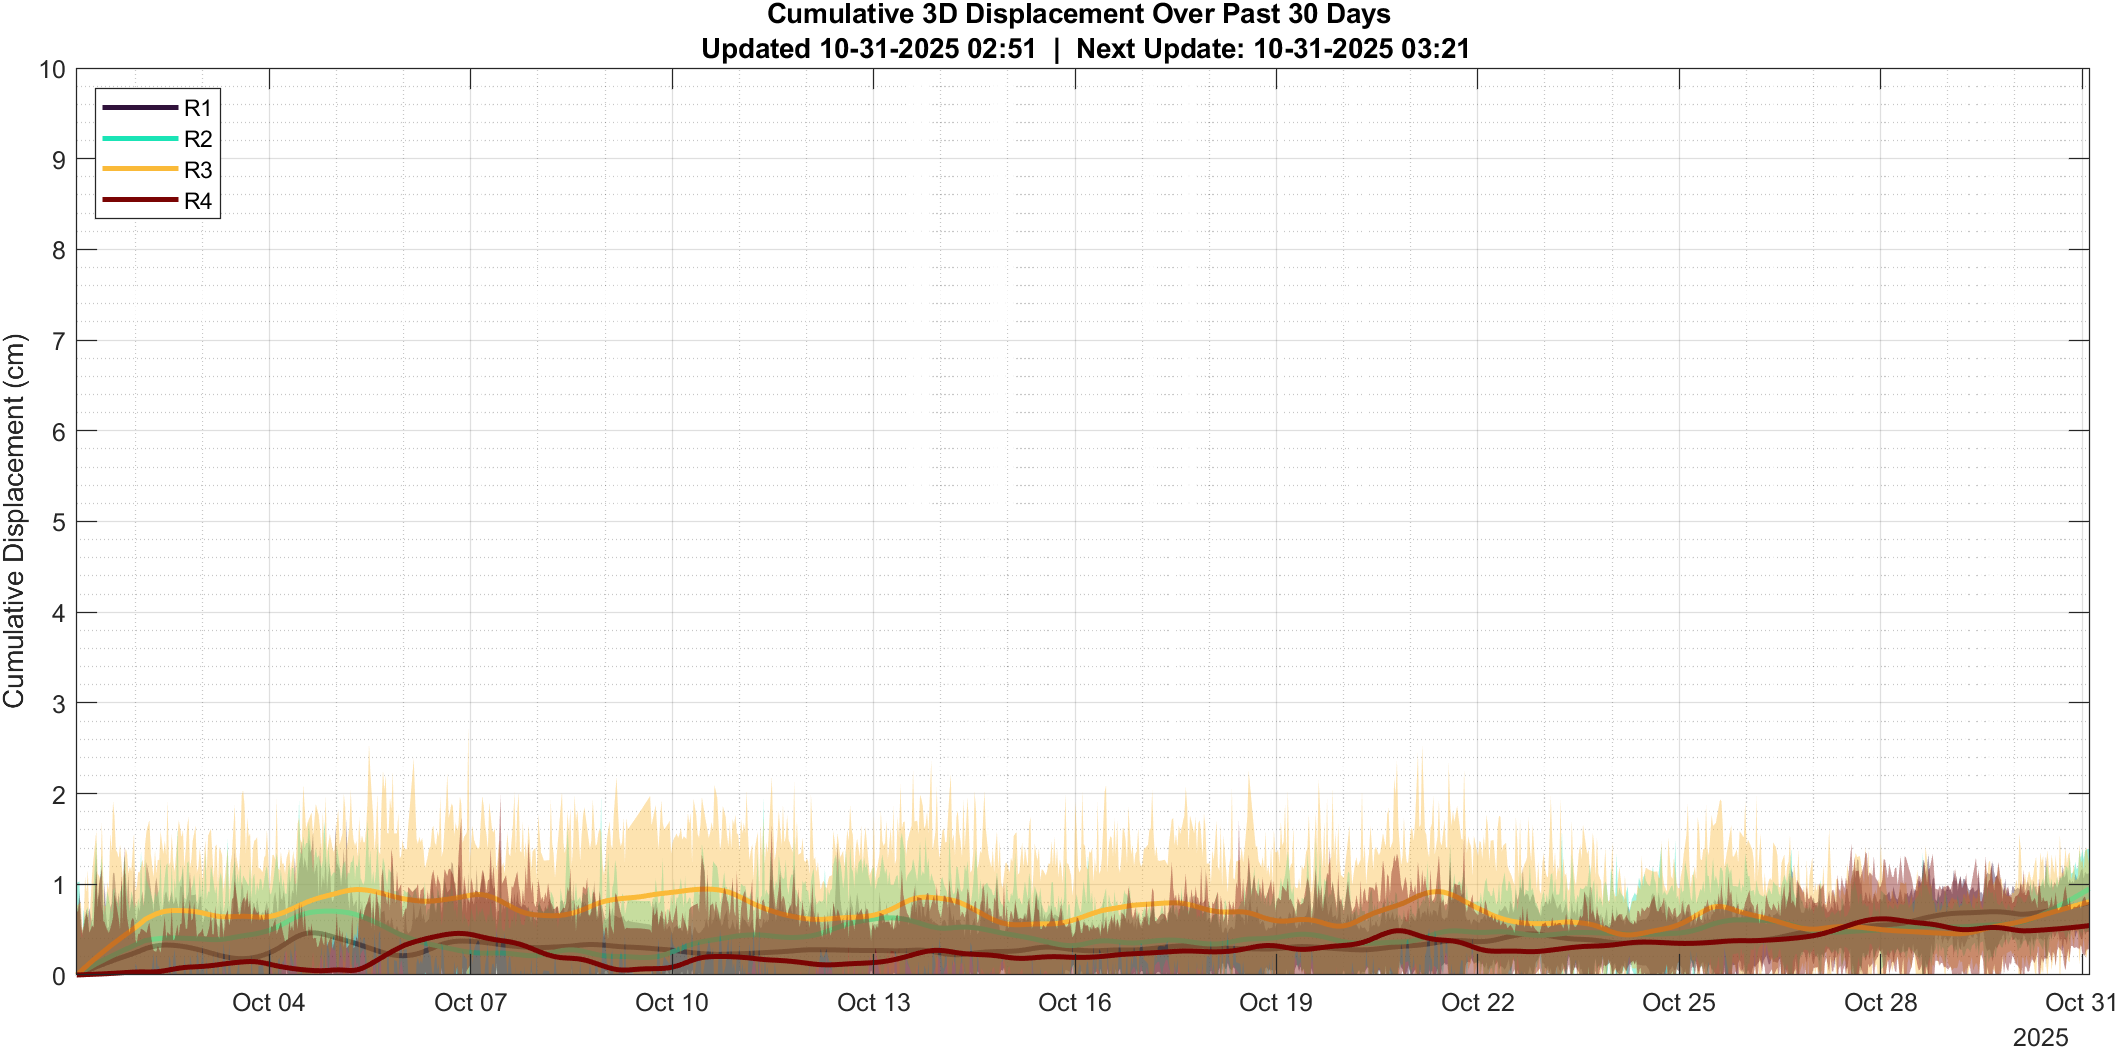 Cumulative 3D Displacement Over Past 30 Days
Updated 10-31-2025 02:51 | Next Update: 10-31-2025 03:21
Cumulative Displacement (cm)
10
9
8
7
6
5
4
3
2
1
0
R1
R2
R3
R4
Oct 04 Oct 07 Oct 10 Oct 13 Oct 16 Oct 19 Oct 22 Oct 25 Oct 28 Oct 31
2025